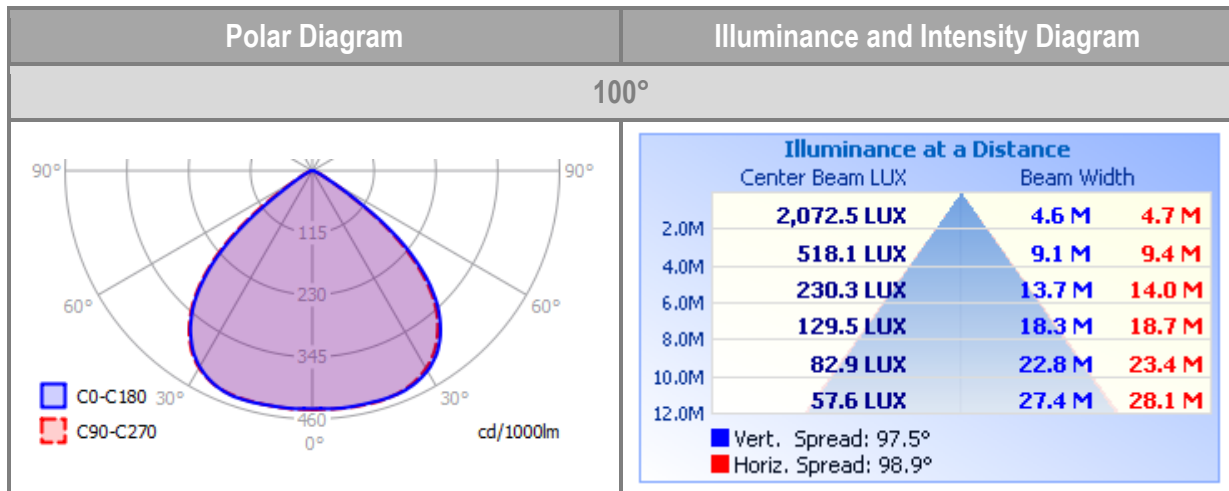 Polar Diagram
Illuminance and Intensity Diagram
100°
90°
90°
115
230
60°
60°
345
C0-C180
30°
30°
460
C90-C270
0°
cd/1000lm
Illuminance at a Distance
Center Beam LUX Beam Width
2.0M 2,072.5 LUX 4.6 M 4.7 M
4.0M 518.1 LUX 9.1 M 9.4 M
6.0M 230.3 LUX 13.7 M 14.0 M
8.0M 129.5 LUX 18.3 M 18.7 M
10.0M 82.9 LUX 22.8 M 23.4 M
12.0M 57.6 LUX 27.4 M 28.1 M
Vert. Spread: 97.5°
Horiz. Spread: 98.9°